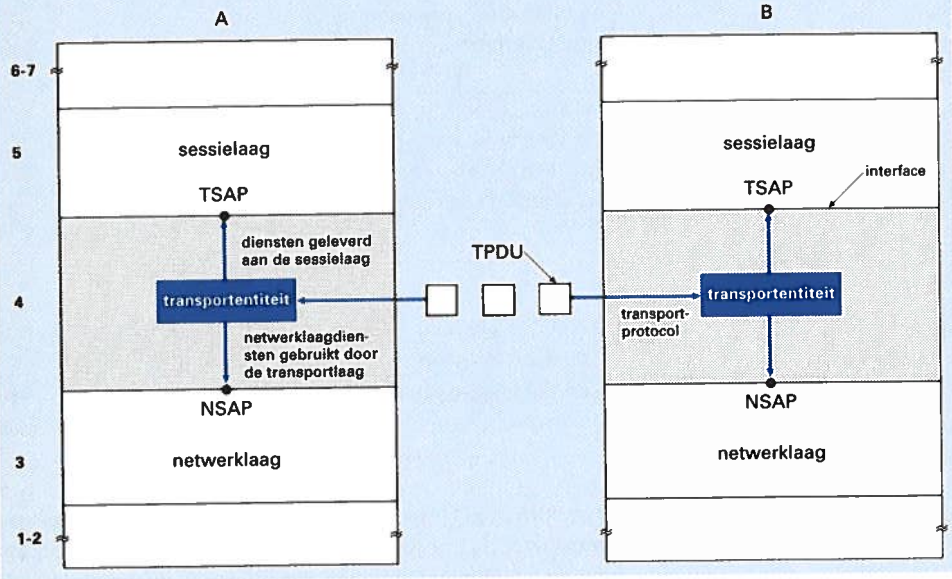 A
B
6-7
5
sessielaag
sessielaag
interface
TSAP
TSAP
diensten geleverd
aan de sessielaag
TPDU
4
transportentiteit
transportentiteit
transport-
protocol
netwerklaagdien-
sten gebruikt door
de transportlaag
NSAP
NSAP
3
netwerklaag
netwerklaag
1-2